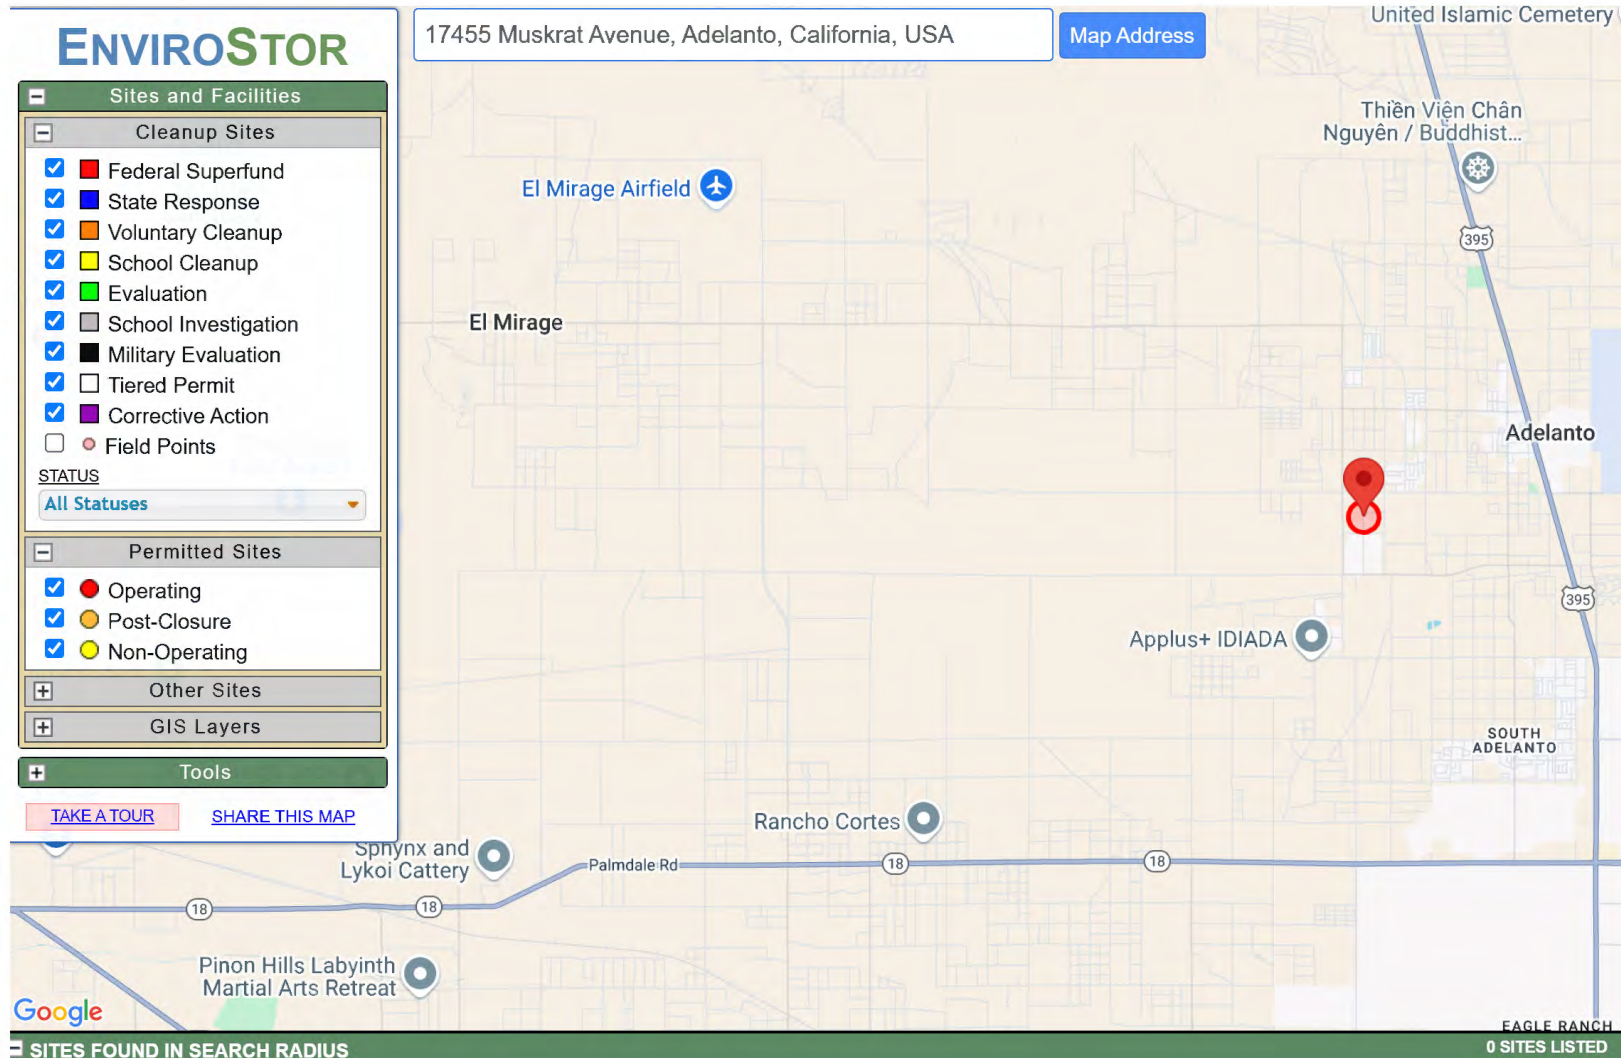 ENVIROSTOR
Sites and Facilities
Cleanup Sites
Federal Superfund
State Response
Voluntary Cleanup
School Cleanup
Evaluation
School Investigation
Military Evaluation
Tiered Permit
Corrective Action
Field Points
STATUS
All Statuses
Permitted Sites
Operating
Post-Closure
Non-Operating
Other Sites
GIS Layers
Tools
TAKE A TOUR
SHARE THIS MAP
17455 Muskrat Avenue, Adelanto, California, USA
Map Address
United Islamic Cemetery
Thiền Viện Chân
Nguyên / Buddhist...
El Mirage Airfield
395
El Mirage
Adelanto
395
Applus+ IDIADA
SOUTH
ADELANTO
Rancho Cortes
Sphynx and
Lykoi Cattery
Palmdale Rd
18
18
18
18
Pinon Hills Labyinth
Martial Arts Retreat
Google
EAGLE RANCH
SITES FOUND IN SEARCH RADIUS
0 SITES LISTED